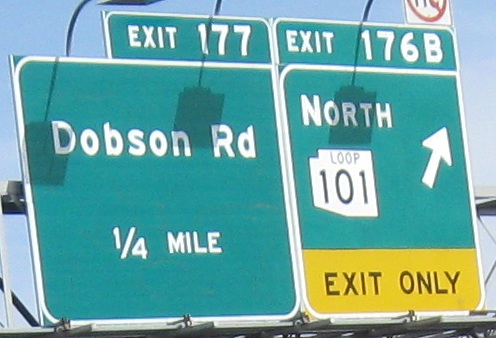 EXIT 177
Dobson Rd
1/4 MILE
EXIT 176B
NORTH
LOOP
101
EXIT ONLY